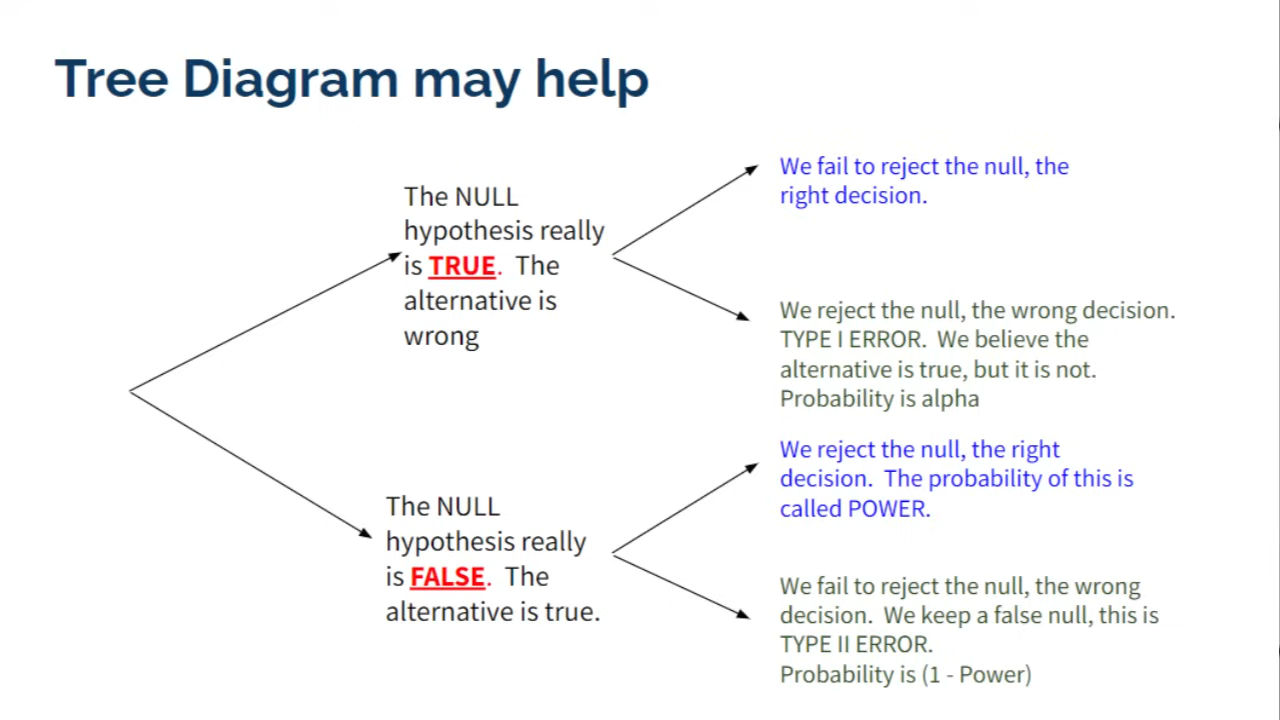 Tree Diagram may help
The NULL
hypothesis really
is TRUE.  The
alternative is
wrong
We fail to reject the null, the
right decision.
We reject the null, the wrong decision.
TYPE I ERROR.  We believe the
alternative is true, but it is not.
Probability is alpha
The NULL
hypothesis really
is FALSE.  The
alternative is true.
We reject the null, the right
decision.  The probability of this is
called POWER.
We fail to reject the null, the wrong
decision.  We keep a false null, this is
TYPE II ERROR.
Probability is (1 - Power)